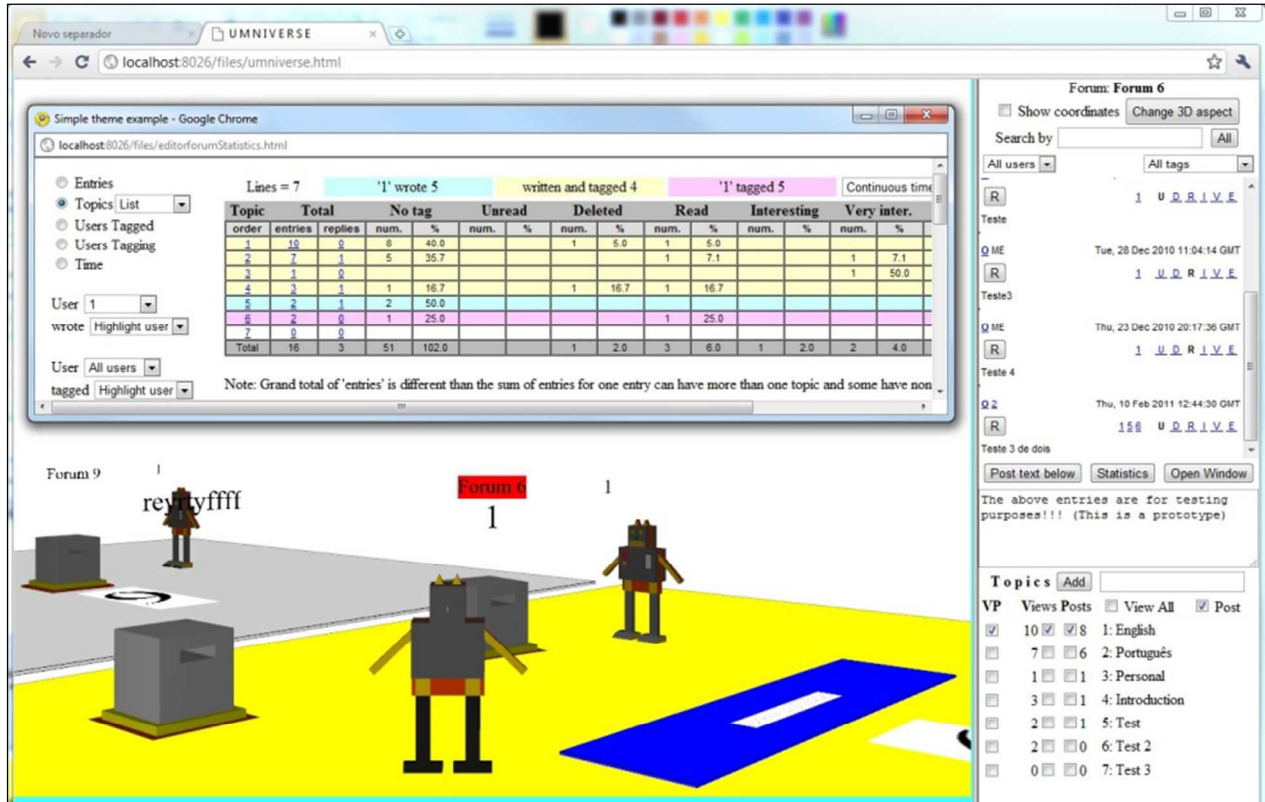 Novo separador
UMNIVERSE
localhost:8026/files/umniverse.html
Simple theme example - Google Chrome
localhost:8026/files/editorforumStatistics.html
Entries
Topics List
Users Tagged
Users Tagging
Time
User 1
wrote Highlight user
User All users
tagged Highlight user
Lines = 7 '1' wrote 5 written and tagged 4 '1' tagged 5 Continuous time
Topic Total No tag Unread Deleted Read Interesting Very inter.
order entries replies num. % num. % num. % num. % num. % num. %
1 10 0 8 40.0 1 5.0 1 5.0
2 7 1 5 35.7 1 7.1 1 7.1
3 1 0 1 50.0
4 3 1 1 16.7 1 16.7 1 16.7
5 2 1 2 50.0
6 2 0 1 25.0 1 25.0
7 0 0
Total 16 3 51 102.0 1 2.0 3 6.0 1 2.0 2 4.0
Note: Grand total of 'entries' is different than the sum of entries for one entry can have more than one topic and some have non
Forum 9
1
reyrtyffff
Forum 6
1
1
Forum: Forum 6
Show coordinates Change 3D aspect
Search by All
All users All tags
R 1 U D R I V E
Teste
O ME Tue, 28 Dec 2010 11:04:14 GMT
R 1 U D R I V E
Teste3
O ME Thu, 23 Dec 2010 20:17:36 GMT
R 1 U D R I V E
Teste 4
O 2 Thu, 10 Feb 2011 12:44:30 GMT
R 1 5 6 U D R I V E
Teste 3 de dois
Post text below Statistics Open Window
The above entries are for testing
purposes!!! (This is a prototype)
Topics Add
VP Views Posts View All Post
10 8 1: English
7 6 2: Português
1 1 3: Personal
3 1 4: Introduction
2 1 5: Test
2 0 6: Test 2
0 0 7: Test 3